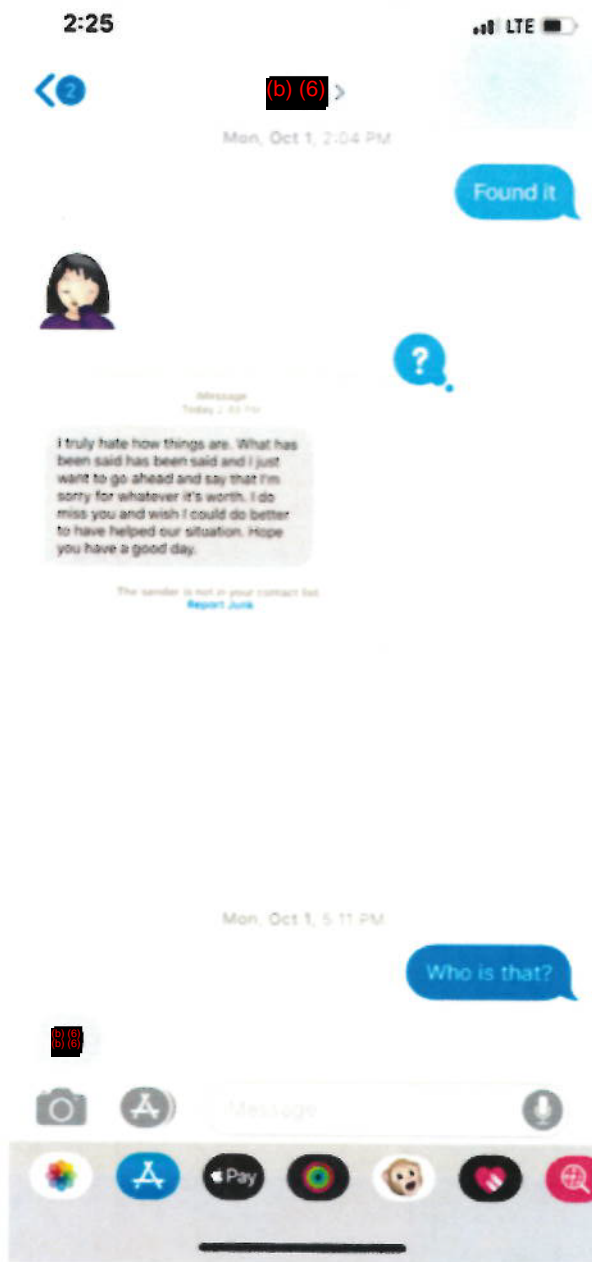 2:25
LTE
2
(b) (6)
Mon, Oct 1, 2:04 PM
Found it
?
iMessage
Today
I truly hate how things are. What has
been said has been said and I just
want to go ahead and say that I'm
sorry for whatever it's worth. I do
miss you and wish I could do better
to have helped our situation. Hope
you have a good day.
The sender is not in your contact list.
Report Junk
Mon, Oct 1, 5:11 PM
Who is that?
(b) (6)
(b) (6)
iMessage
Pay